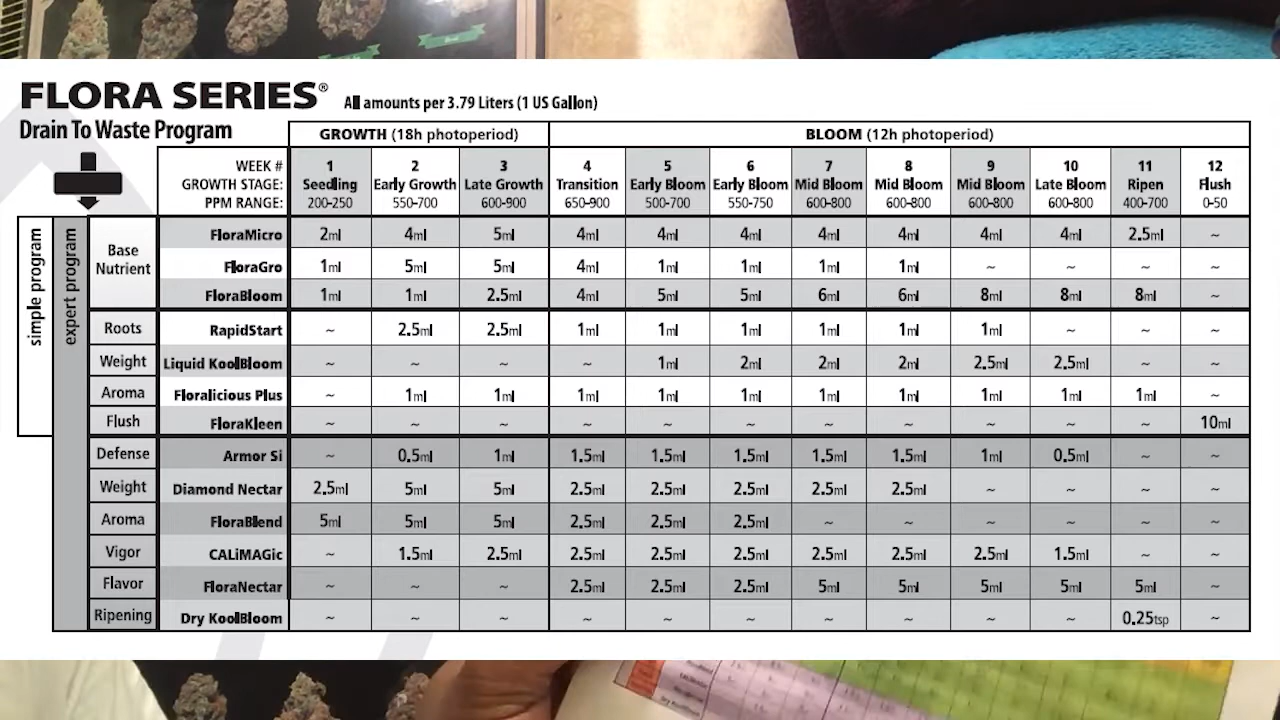 FLORA SERIES® All amounts per 3.79 Liters (1 US Gallon)
Drain To Waste Program
GROWTH (18h photoperiod) BLOOM (12h photoperiod)
WEEK # 1 2 3 4 5 6 7 8 9 10 11 12
GROWTH STAGE: Seedling Early Growth Late Growth Transition Early Bloom Early Bloom Mid Bloom Mid Bloom Mid Bloom Late Bloom Ripen Flush
PPM RANGE: 200-250 550-700 600-900 650-900 500-700 550-750 600-800 600-800 600-800 600-800 400-700 0-50
simple program
expert program
Base Nutrient
FloraMicro 2ml 4ml 5ml 4ml 4ml 4ml 4ml 4ml 4ml 4ml 2.5ml ~
FloraGro 1ml 5ml 5ml 4ml 1ml 1ml 1ml 1ml ~ ~ ~ ~
FloraBloom 1ml 1ml 2.5ml 4ml 5ml 5ml 6ml 6ml 8ml 8ml 8ml ~
Roots RapidStart ~ 2.5ml 2.5ml 1ml 1ml 1ml 1ml 1ml 1ml ~ ~ ~
Weight Liquid KoolBloom ~ ~ ~ ~ 1ml 2ml 2ml 2ml 2.5ml 2.5ml ~ ~
Aroma Floralicious Plus ~ 1ml 1ml 1ml 1ml 1ml 1ml 1ml 1ml 1ml 1ml ~
Flush FloraKleen ~ ~ ~ ~ ~ ~ ~ ~ ~ ~ ~ 10ml
Defense Armor Si ~ 0.5ml 1ml 1.5ml 1.5ml 1.5ml 1.5ml 1.5ml 1ml 0.5ml ~ ~
Weight Diamond Nectar 2.5ml 5ml 5ml 2.5ml 2.5ml 2.5ml 2.5ml 2.5ml ~ ~ ~ ~
Aroma FloraBlend 5ml 5ml 5ml 2.5ml 2.5ml 2.5ml ~ ~ ~ ~ ~ ~
Vigor CALiMAGic ~ 1.5ml 2.5ml 2.5ml 2.5ml 2.5ml 2.5ml 2.5ml 2.5ml 1.5ml ~ ~
Flavor FloraNectar ~ ~ ~ 2.5ml 2.5ml 2.5ml 5ml 5ml 5ml 5ml 5ml ~
Ripening Dry KoolBloom ~ ~ ~ ~ ~ ~ ~ ~ ~ ~ 0.25tsp ~
CALiMAGic